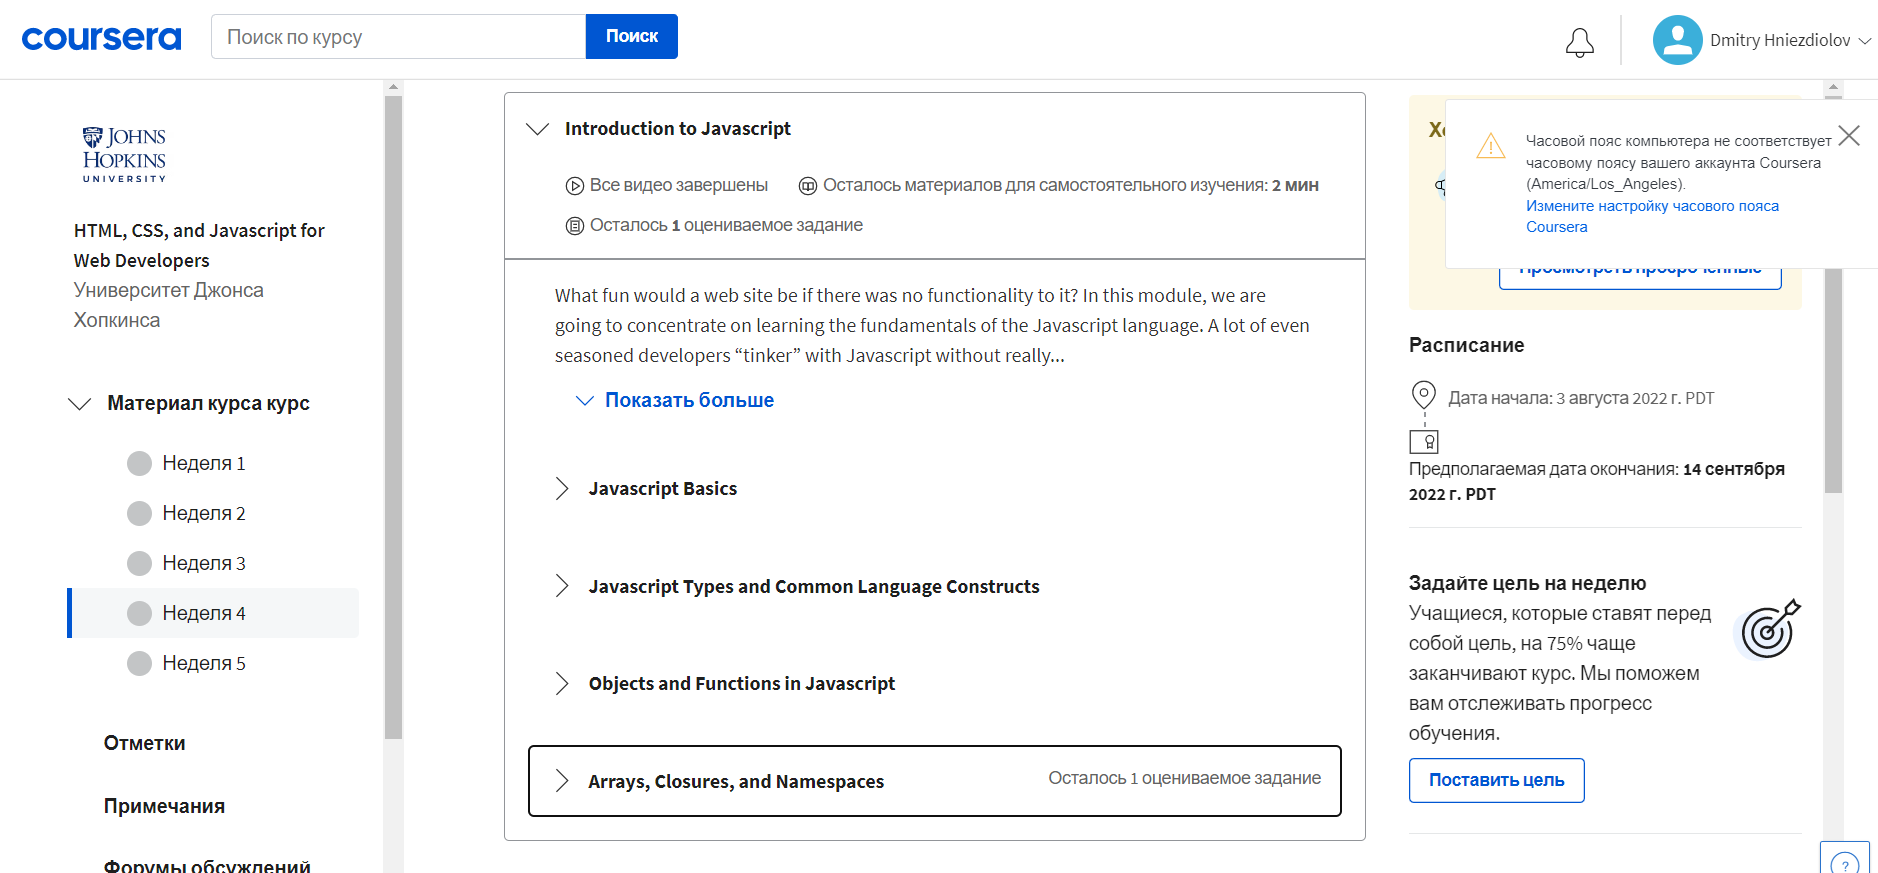 coursera
Поиск по курсу
Поиск
Dmitry Hniezdiolov
JOHNS
HOPKINS
UNIVERSITY
HTML, CSS, and Javascript for
Web Developers
Университет Джонса
Хопкинса
Материал курса курс
Неделя 1
Неделя 2
Неделя 3
Неделя 4
Неделя 5
Отметки
Примечания
Форумы обсуждений
Introduction to Javascript
Все видео завершены
Осталось материалов для самостоятельного изучения: 2 мин
Осталось 1 оцениваемое задание
What fun would a web site be if there was no functionality to it? In this module, we are
going to concentrate on learning the fundamentals of the Javascript language. A lot of even
seasoned developers “tinker” with Javascript without really...
Показать больше
Javascript Basics
Javascript Types and Common Language Constructs
Objects and Functions in Javascript
Arrays, Closures, and Namespaces
Осталось 1 оцениваемое задание
Часовой пояс компьютера не соответствует
часовому поясу вашего аккаунта Coursera
(America/Los_Angeles).
Измените настройку часового пояса
Coursera
Просмотреть просроченные
Расписание
Дата начала: 3 августа 2022 г. PDT
Предполагаемая дата окончания: 14 сентября
2022 г. PDT
Задайте цель на неделю
Учащиеся, которые ставят перед
собой цель, на 75% чаще
заканчивают курс. Мы поможем
вам отслеживать прогресс
обучения.
Поставить цель
?